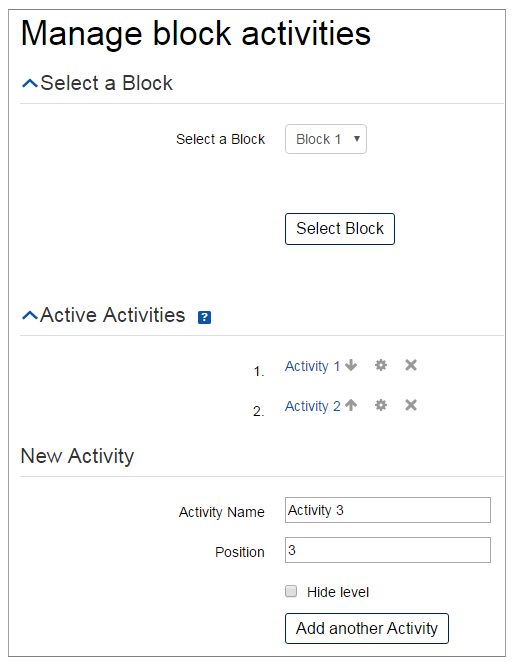 Manage block activities
Select a Block
Select a Block Block 1
Select Block
Active Activities ?
1. Activity 1
2. Activity 2
New Activity
Activity Name Activity 3
Position 3
Hide level
Add another Activity